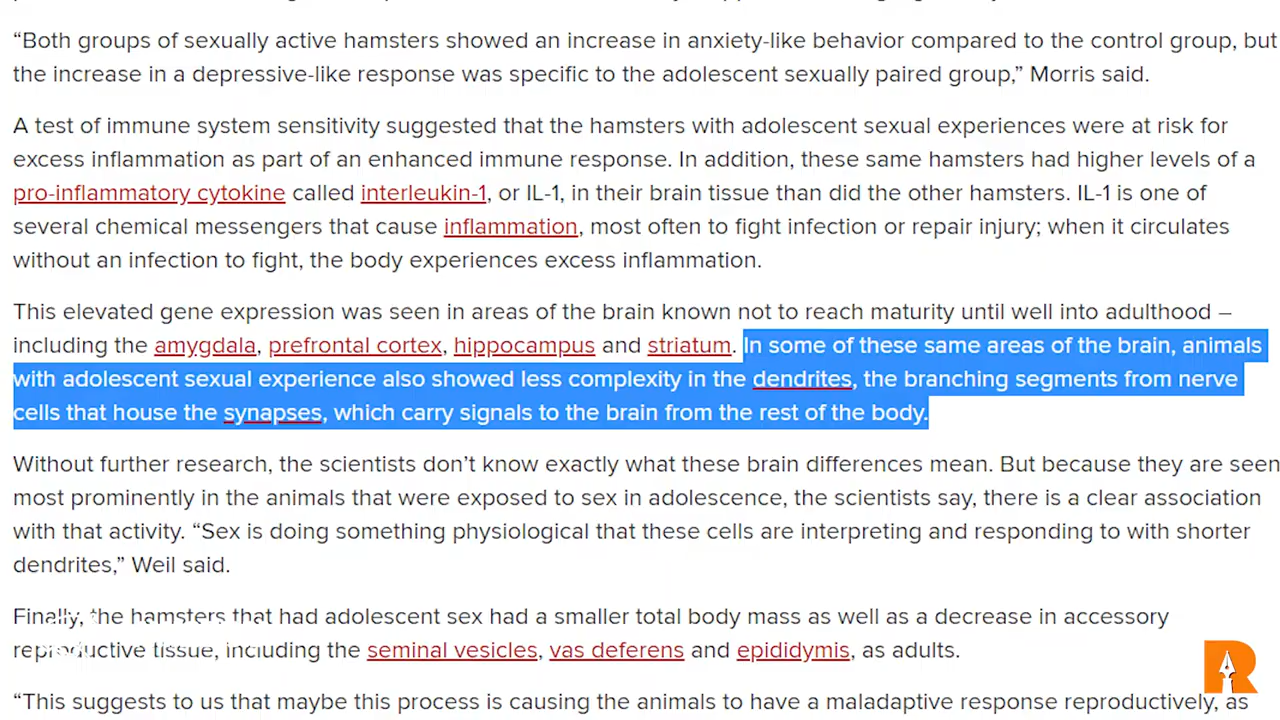 “Both groups of sexually active hamsters showed an increase in anxiety-like behavior compared to the control group, but
the increase in a depressive-like response was specific to the adolescent sexually paired group,” Morris said.
A test of immune system sensitivity suggested that the hamsters with adolescent sexual experiences were at risk for
excess inflammation as part of an enhanced immune response. In addition, these same hamsters had higher levels of a
pro-inflammatory cytokine called interleukin-1, or IL-1, in their brain tissue than did the other hamsters. IL-1 is one of
several chemical messengers that cause inflammation, most often to fight infection or repair injury; when it circulates
without an infection to fight, the body experiences excess inflammation.
This elevated gene expression was seen in areas of the brain known not to reach maturity until well into adulthood –
including the amygdala, prefrontal cortex, hippocampus and striatum. In some of these same areas of the brain, animals
with adolescent sexual experience also showed less complexity in the dendrites, the branching segments from nerve
cells that house the synapses, which carry signals to the brain from the rest of the body.
Without further research, the scientists don’t know exactly what these brain differences mean. But because they are seen
most prominently in the animals that were exposed to sex in adolescence, the scientists say, there is a clear association
with that activity. “Sex is doing something physiological that these cells are interpreting and responding to with shorter
dendrites,” Weil said.
Finally, the hamsters that had adolescent sex had a smaller total body mass as well as a decrease in accessory
reproductive tissue, including the seminal vesicles, vas deferens and epididymis, as adults.
“This suggests to us that maybe this process is causing the animals to have a maladaptive response reproductively, as
R